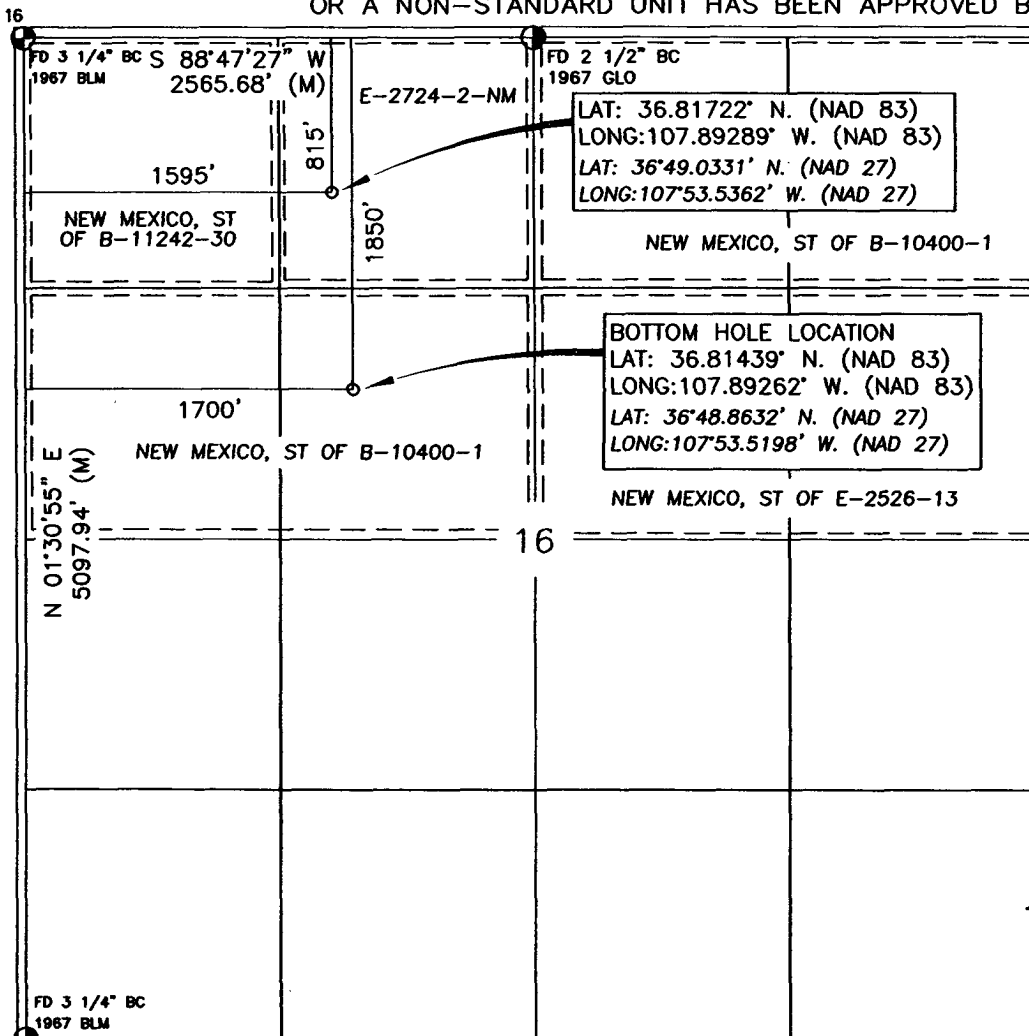 OR A NON-STANDARD UNIT HAS BEEN APPROVED B
16
FD 3 1/4" BC
1967 BLM
S 88°47'27" W
2565.68' (M)
FD 2 1/2" BC
1967 GLO
E-2724-2-NM
815'
LAT: 36.81722° N. (NAD 83)
LONG:107.89289° W. (NAD 83)
LAT: 36°49.0331' N. (NAD 27)
LONG:107°53.5362' W. (NAD 27)
1595'
NEW MEXICO, ST
OF B-11242-30
1850'
NEW MEXICO, ST OF B-10400-1
BOTTOM HOLE LOCATION
LAT: 36.81439° N. (NAD 83)
LONG:107.89262° W. (NAD 83)
LAT: 36°48.8632' N. (NAD 27)
LONG:107°53.5198' W. (NAD 27)
1700'
NEW MEXICO, ST OF B-10400-1
NEW MEXICO, ST OF E-2526-13
N 01°30'55" E
5097.94' (M)
16
FD 3 1/4" BC
1967 BLM